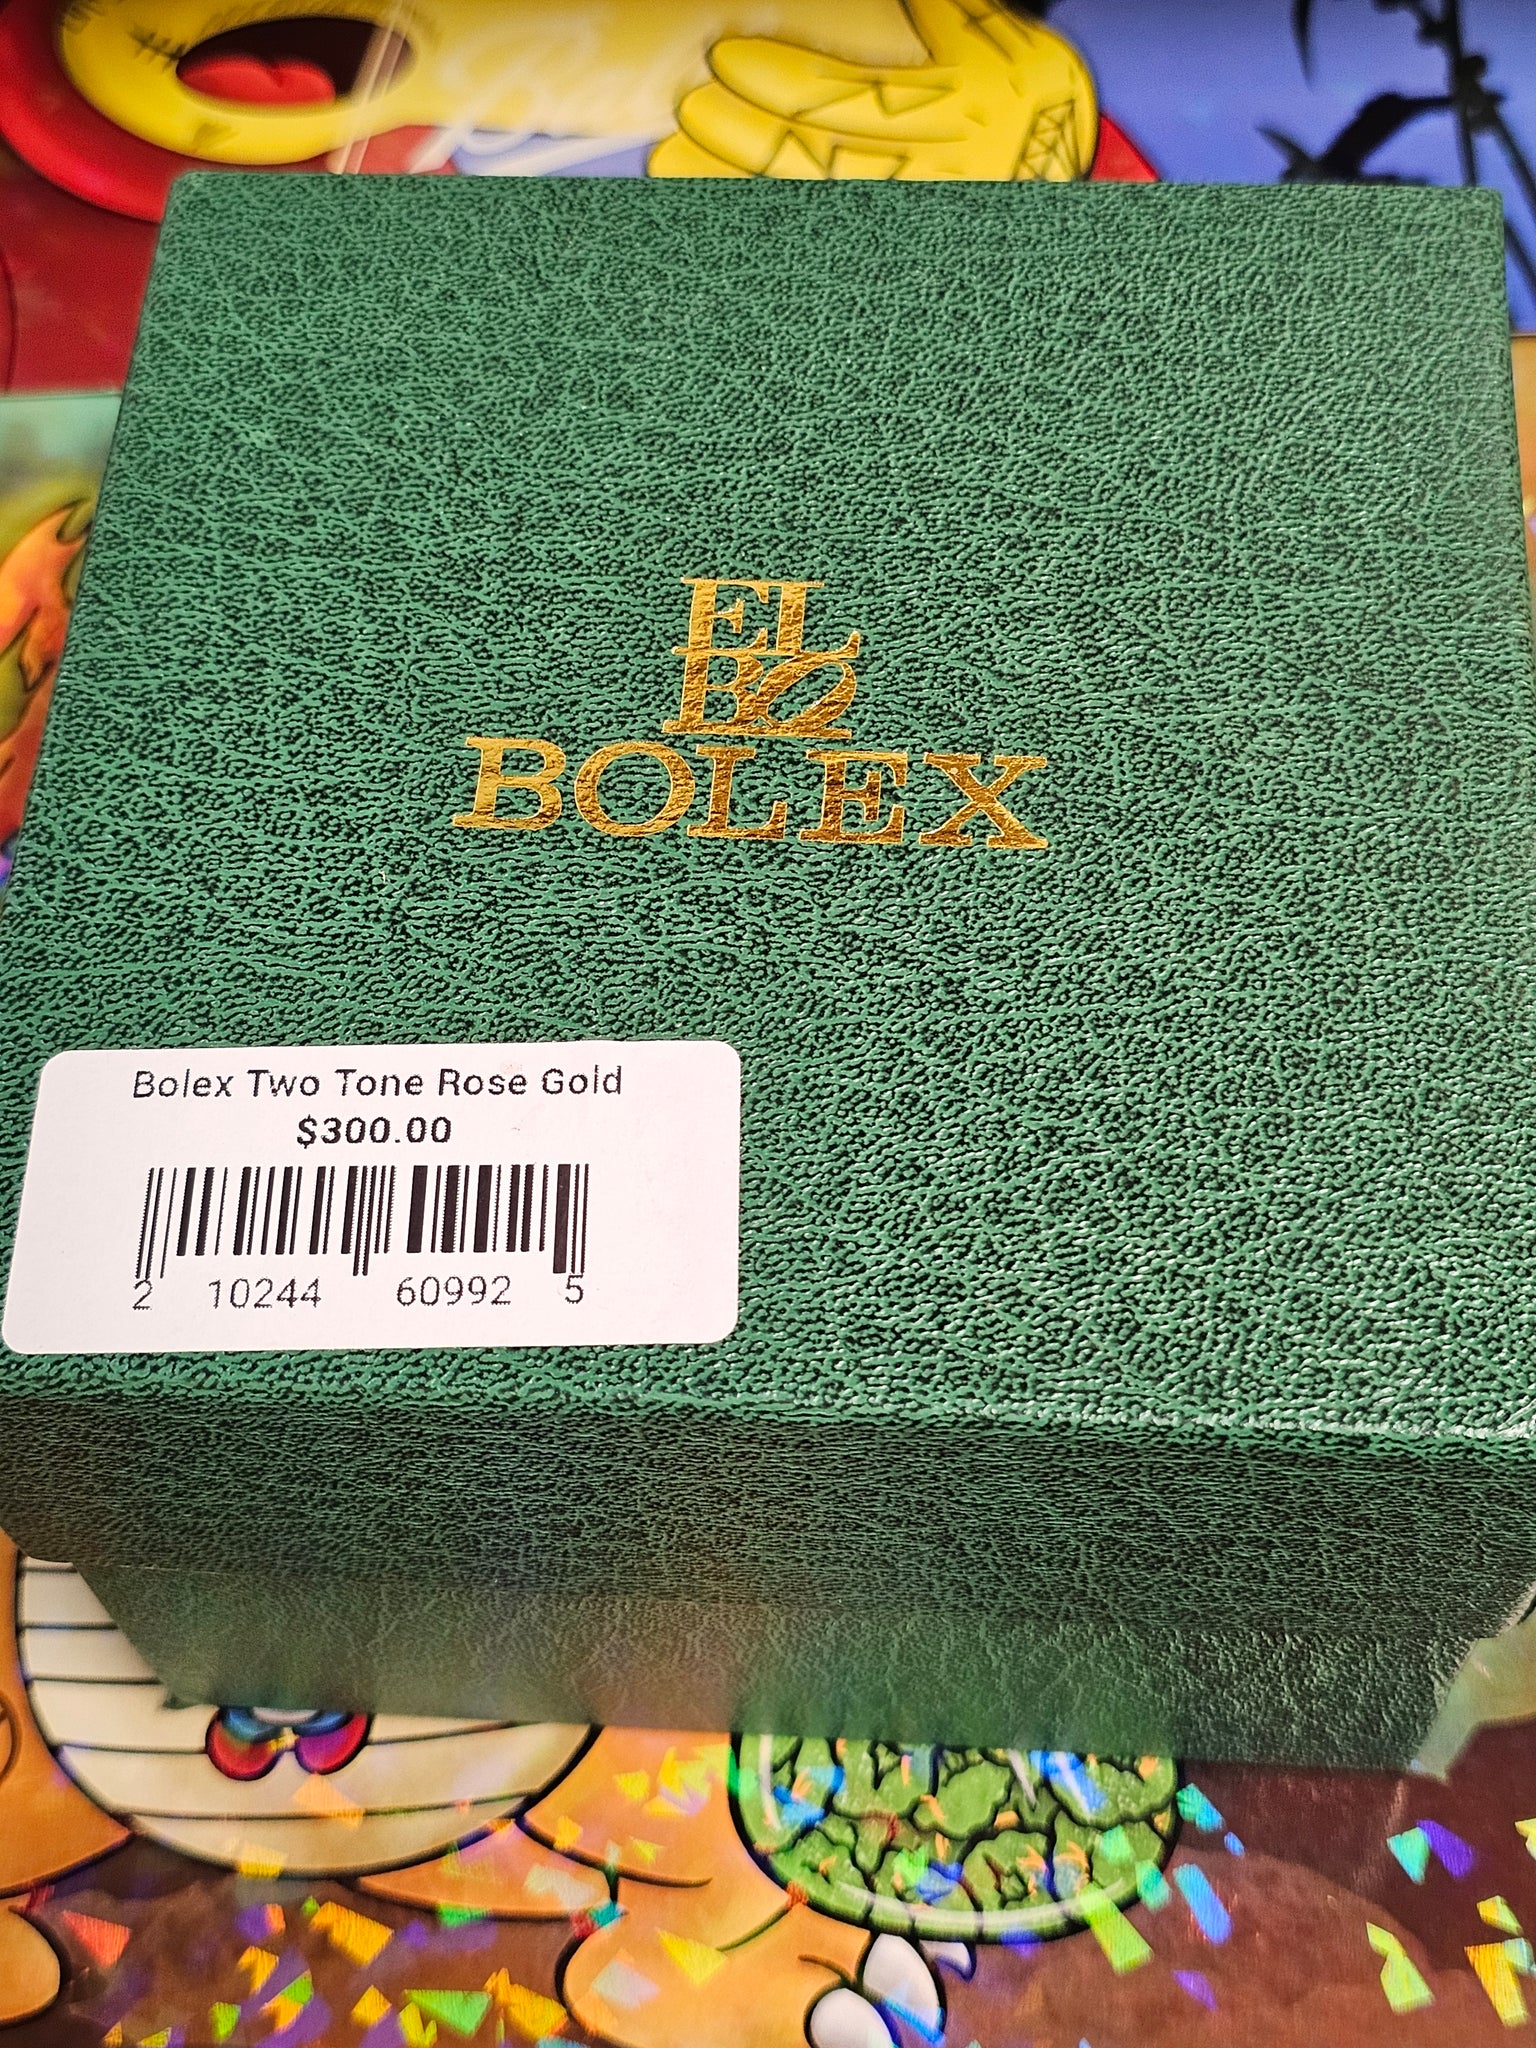 EL
BO
BOLEX
Bolex Two Tone Rose Gold
$300.00
2 10244 60992 5